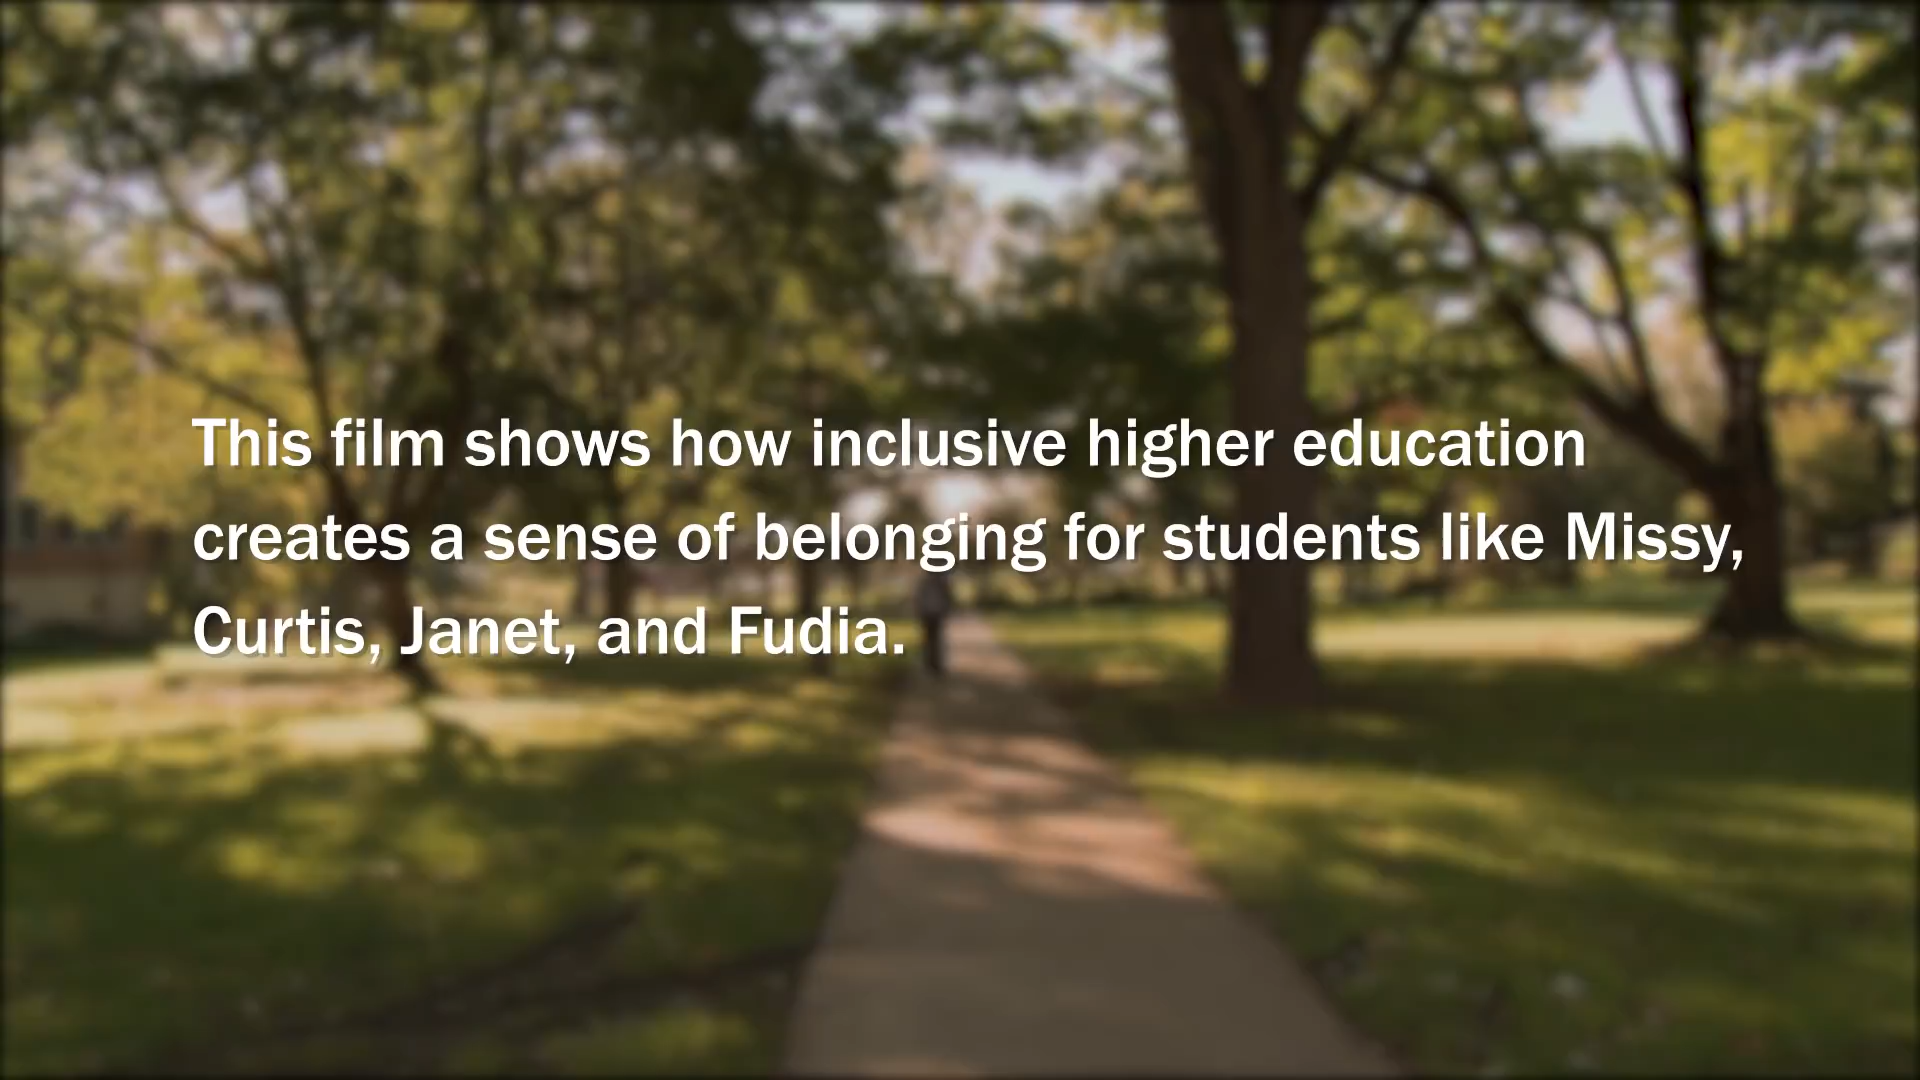 This film shows how inclusive higher education
creates a sense of belonging for students like Missy,
Curtis, Janet, and Fudia.